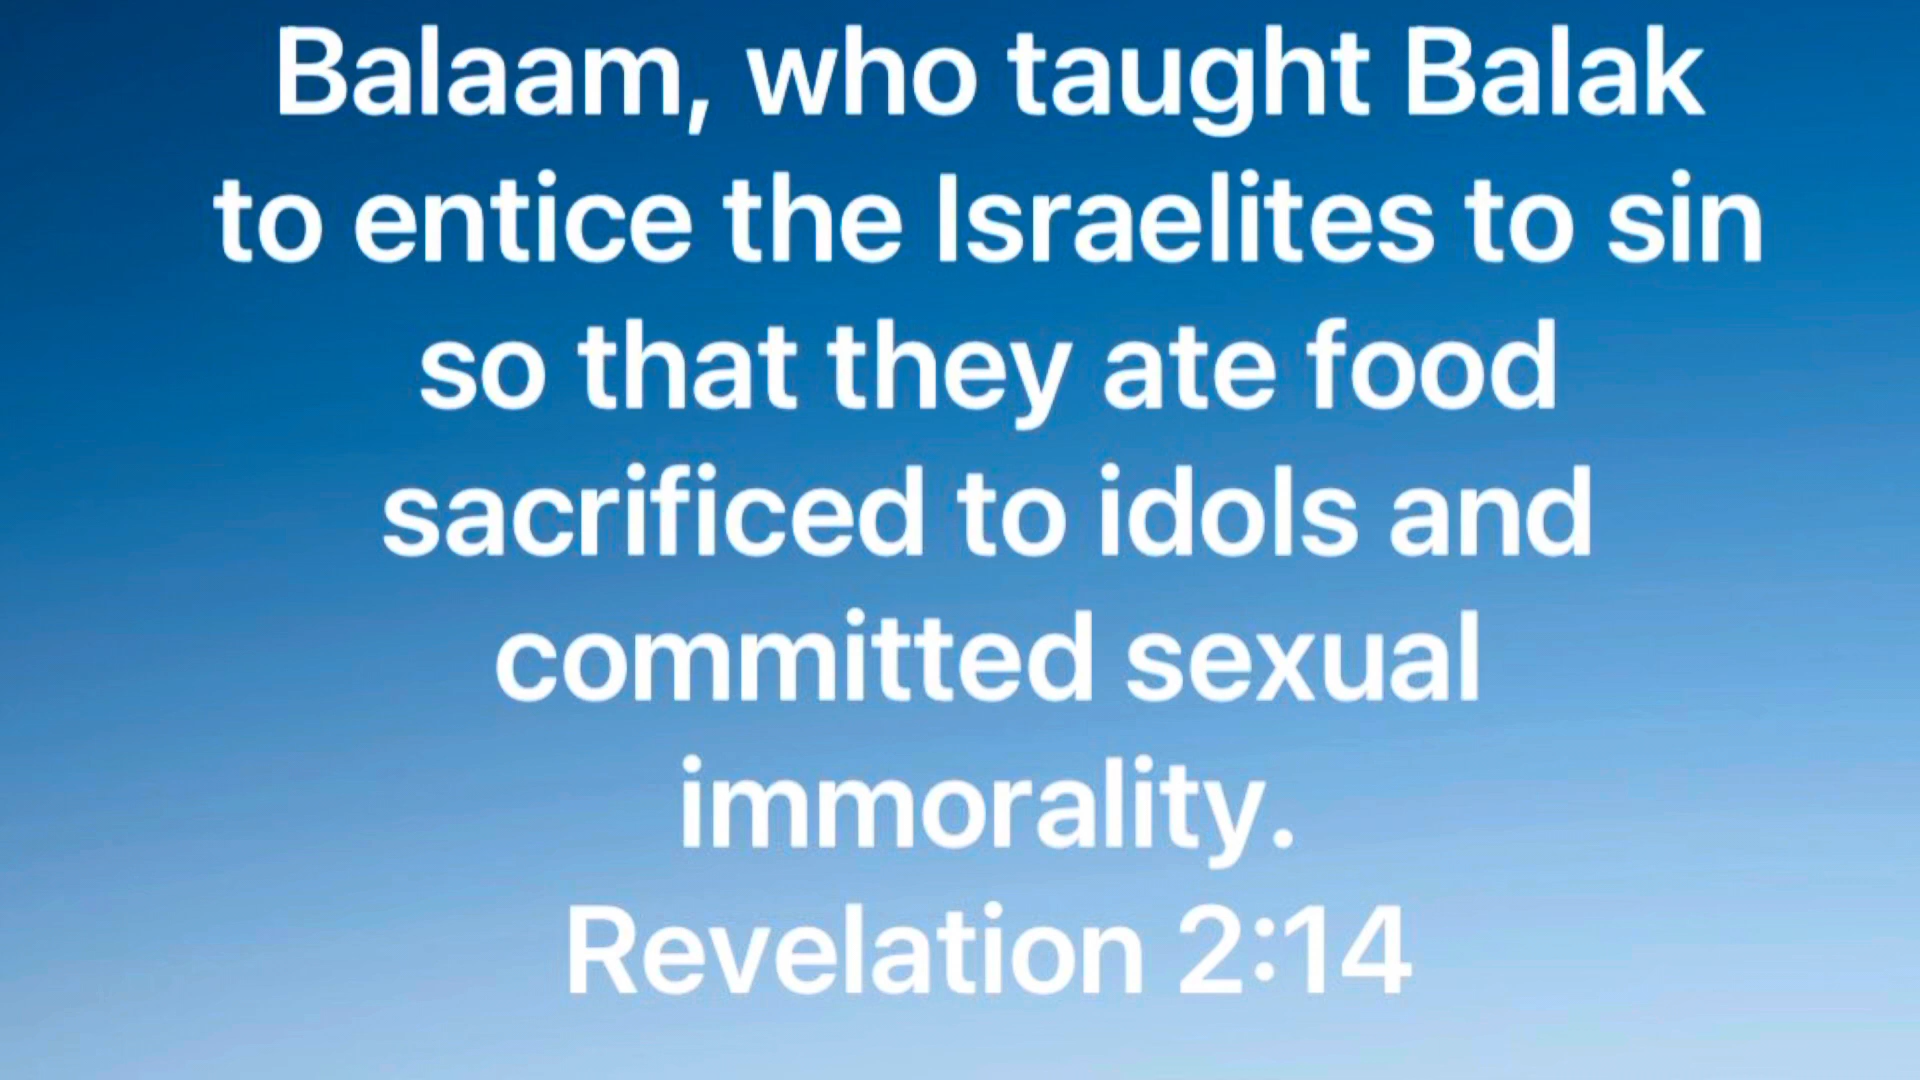 Balaam, who taught Balak
to entice the Israelites to sin
so that they ate food
sacrificed to idols and
committed sexual
immorality.
Revelation 2:14